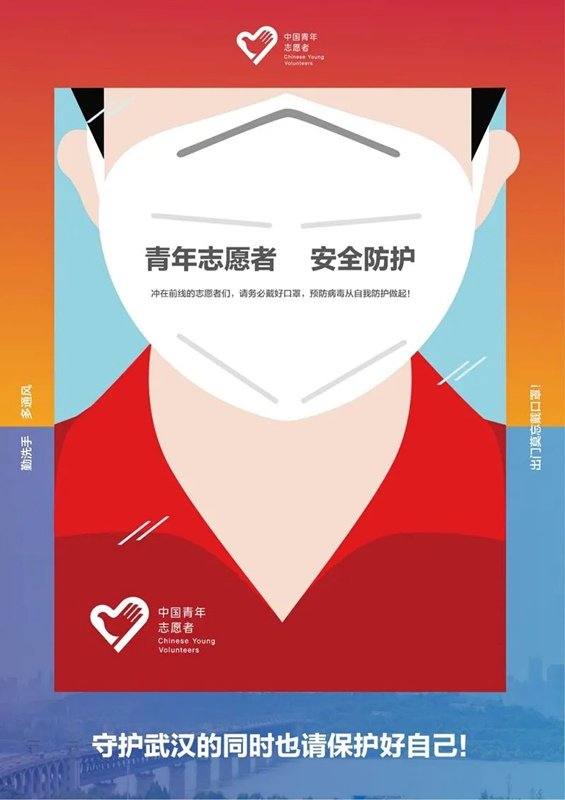 中国青年
志愿者
Chinese Young
Volunteers
青年志愿者 安全防护
冲在前线的志愿者们，请务必戴好口罩，预防病毒从自我防护做起！
勤洗手 多通风
出门莫忘戴口罩！
中国青年
志愿者
Chinese Young
Volunteers
守护武汉的同时也请保护好自己！